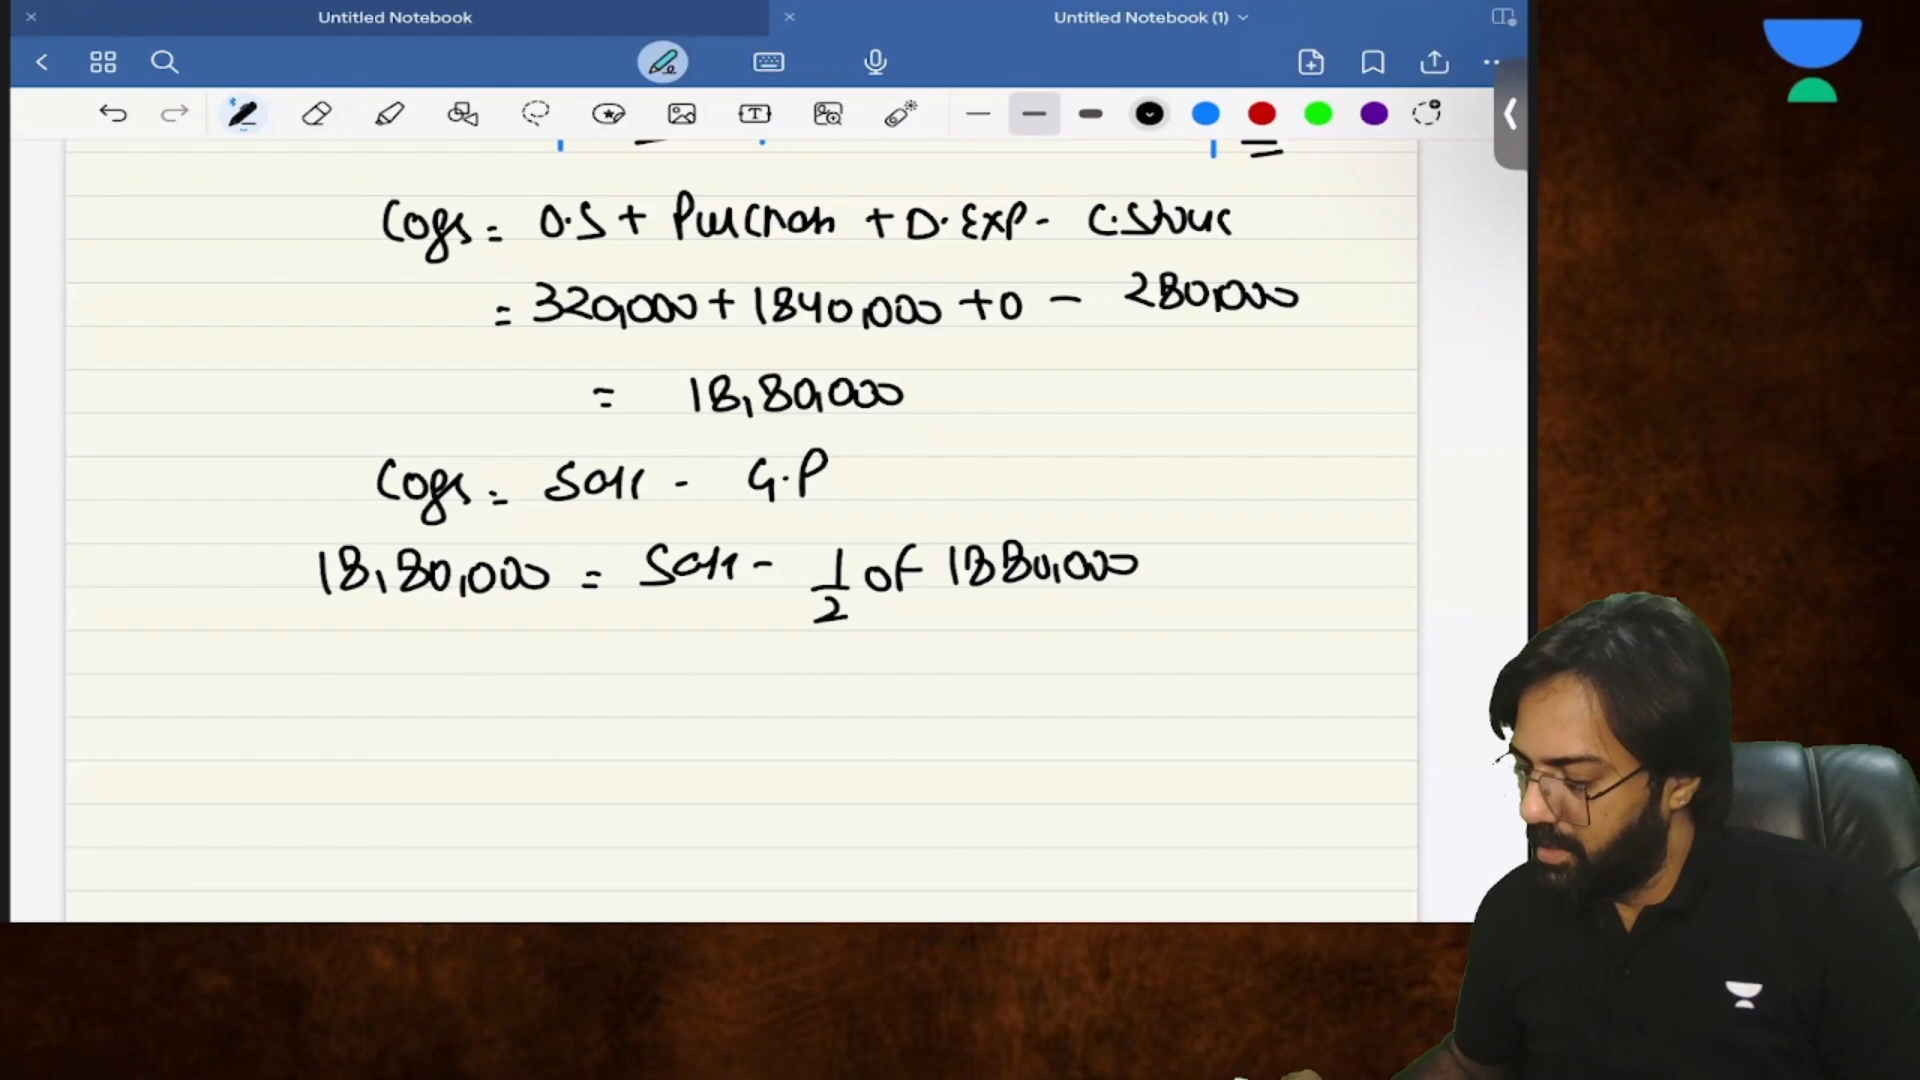 Untitled Notebook
Untitled Notebook (1)
Cogs = O.S + Purchase + D.Exp - C.Stock
= 320,000 + 1840,000 + 0 - 280,000
= 18,80,000
Cogs = Sale - G.P
18,80,000 = Sale - 1/2 of 1880,000